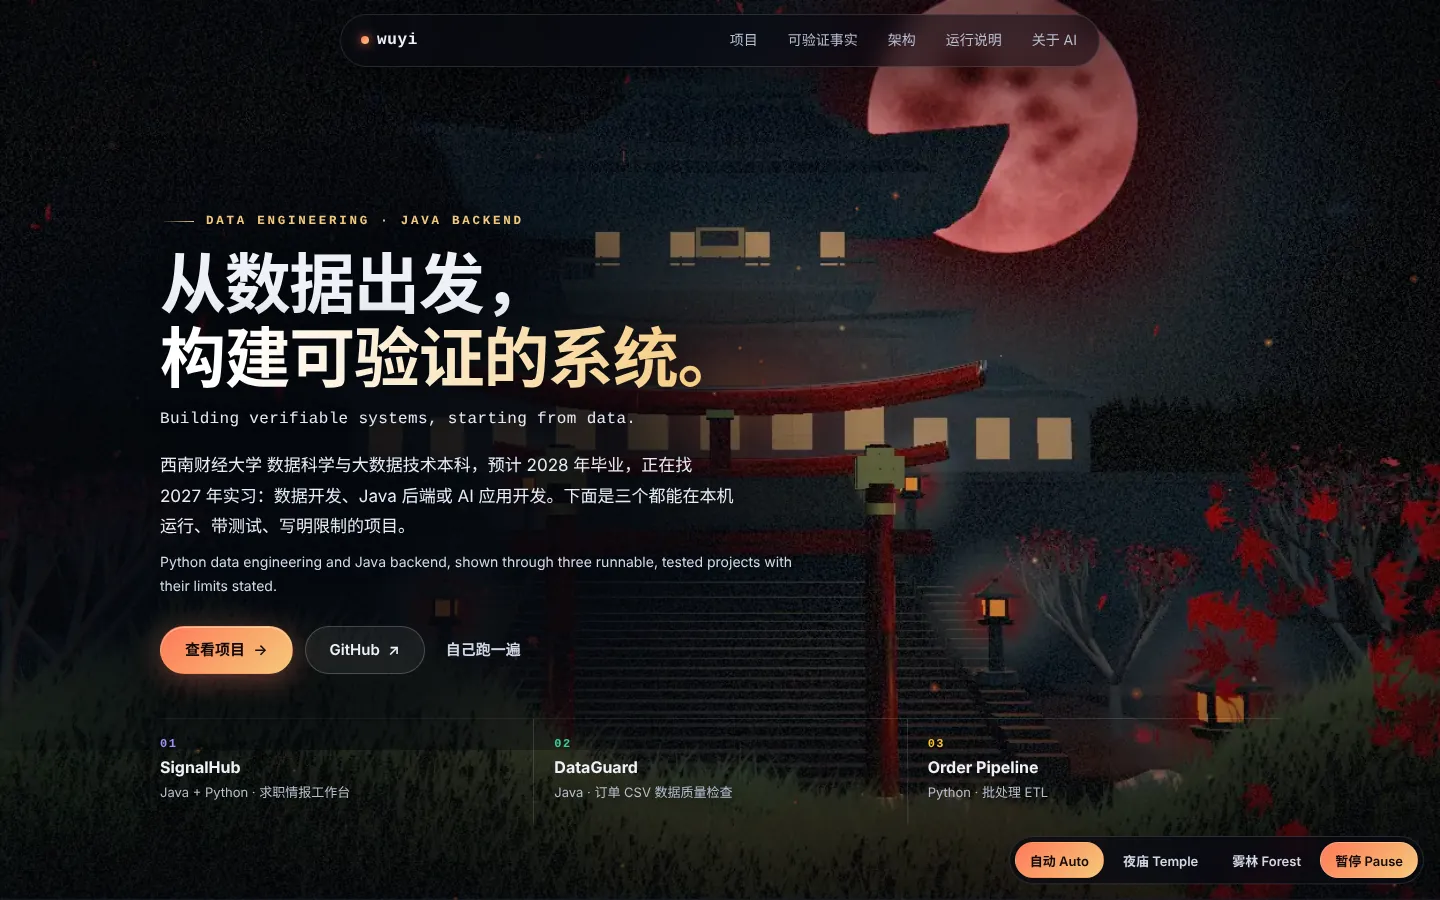 wuyi
项目 可验证事实 架构 运行说明 关于 AI
DATA ENGINEERING · JAVA BACKEND
从数据出发，
构建可验证的系统。
Building verifiable systems, starting from data.
西南财经大学 数据科学与大数据技术本科，预计 2028 年毕业，正在找
2027 年实习：数据开发、Java 后端或 AI 应用开发。下面是三个都能在本机
运行、带测试、写明限制的项目。
Python data engineering and Java backend, shown through three runnable, tested projects with
their limits stated.
查看项目 → GitHub ↗ 自己跑一遍
01
SignalHub
Java + Python · 求职情报工作台
02
DataGuard
Java · 订单 CSV 数据质量检查
03
Order Pipeline
Python · 批处理 ETL
自动 Auto 夜庙 Temple 雾林 Forest 暂停 Pause